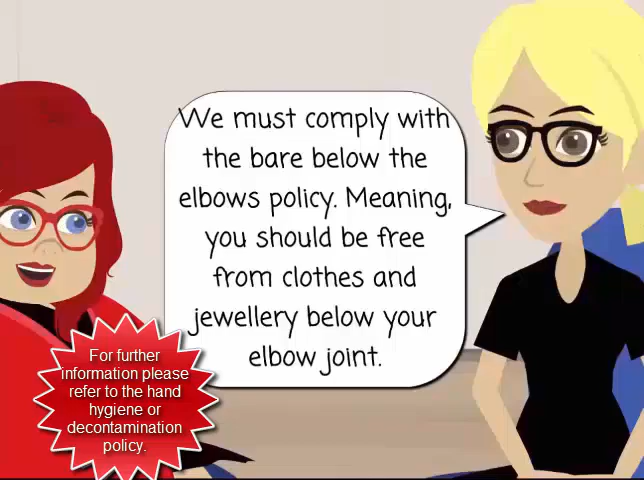 We must comply with
the bare below the
elbows policy. Meaning,
you should be free
from clothes and
jewellery below your
elbow joint.
For further
information please
refer to the hand
hygiene or
decontamination
policy.